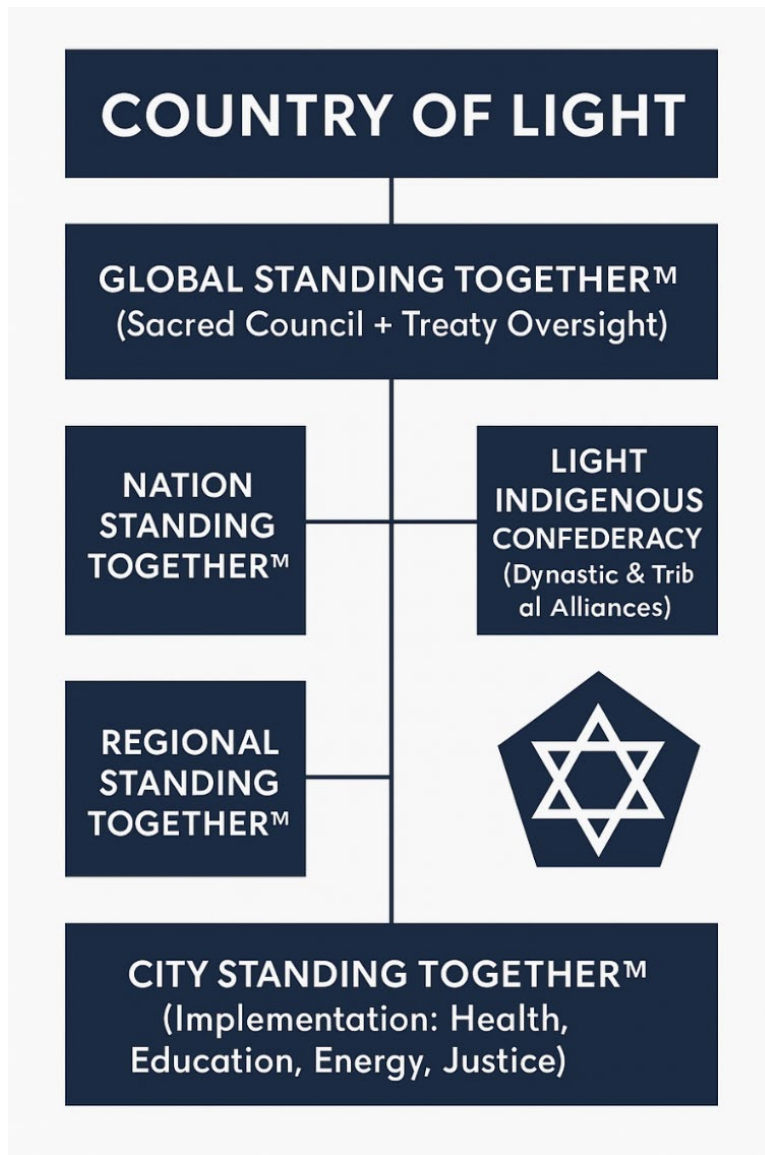 COUNTRY OF LIGHT
GLOBAL STANDING TOGETHER™
(Sacred Council + Treaty Oversight)
NATION
STANDING
TOGETHER™
LIGHT
INDIGENOUS
CONFEDERACY
(Dynastic & Trib
al Alliances)
REGIONAL
STANDING
TOGETHER™
CITY STANDING TOGETHER™
(Implementation: Health,
Education, Energy, Justice)